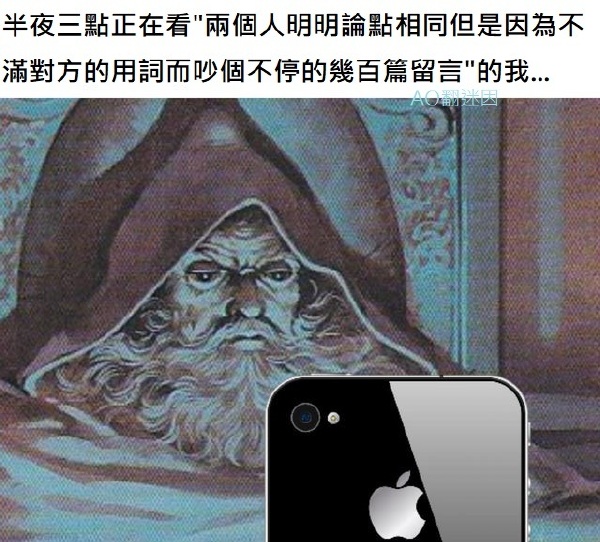 半夜三點正在看"兩個人明明論點相同但是因為不
滿對方的用詞而吵個不停的幾百篇留言"的我...
AQ翻迷因